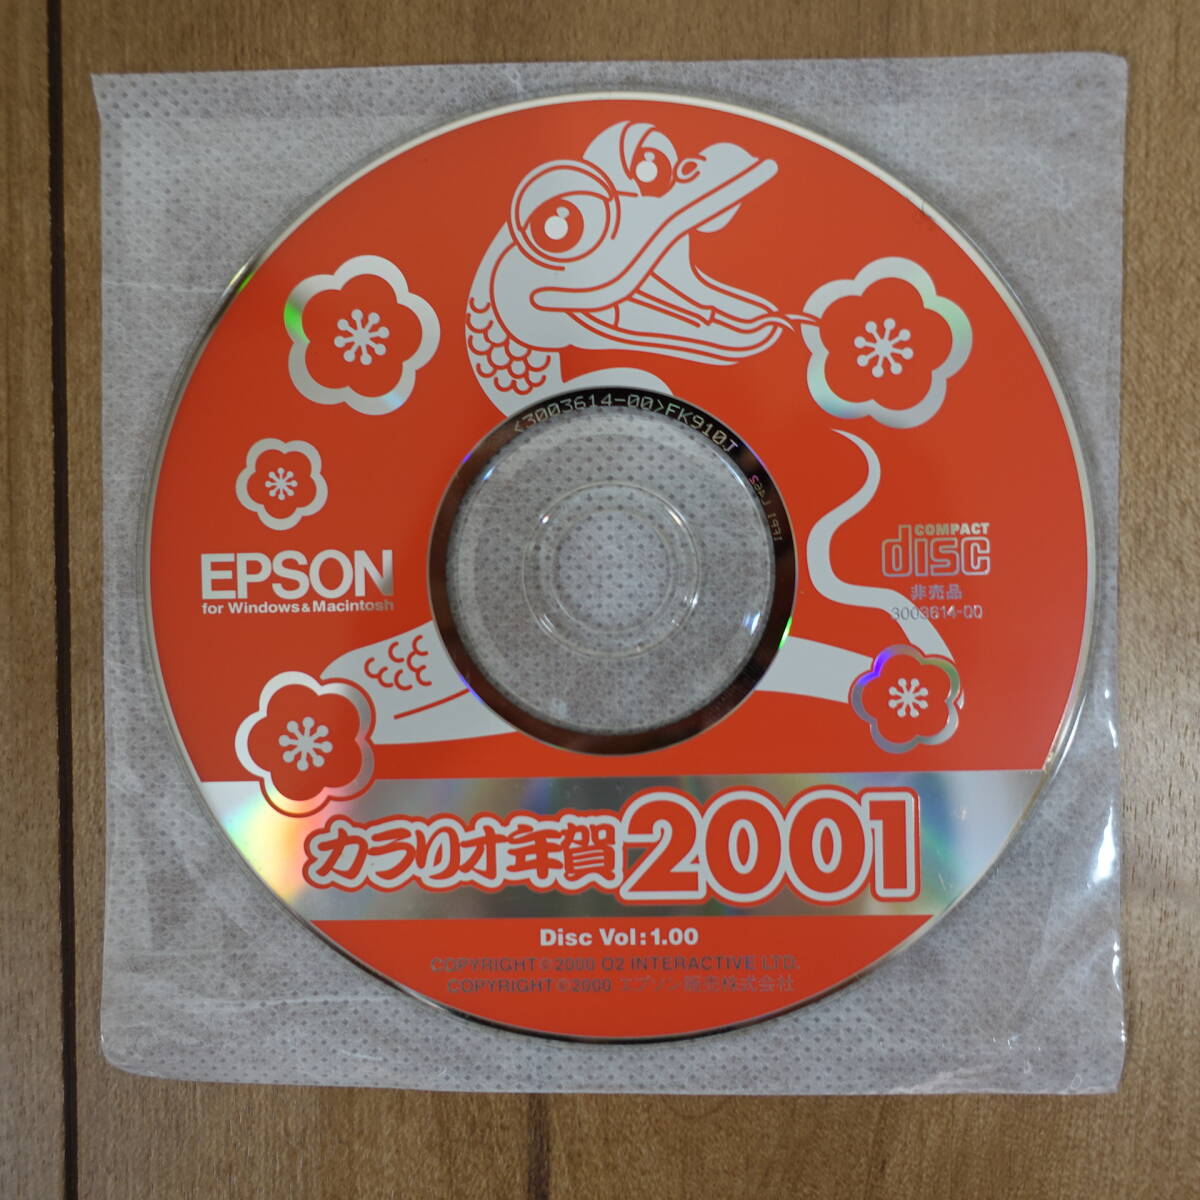 <3003614-00>FK910J
EPSON
for Windows & Macintosh
COMPACT
disc
非売品
3003614-00
カラリオ年賀2001
Disc Vol:1.00
COPYRIGHT ©2000 O2 INTERACTIVE LTD.
COPYRIGHT ©2000 エプソン販売株式会社